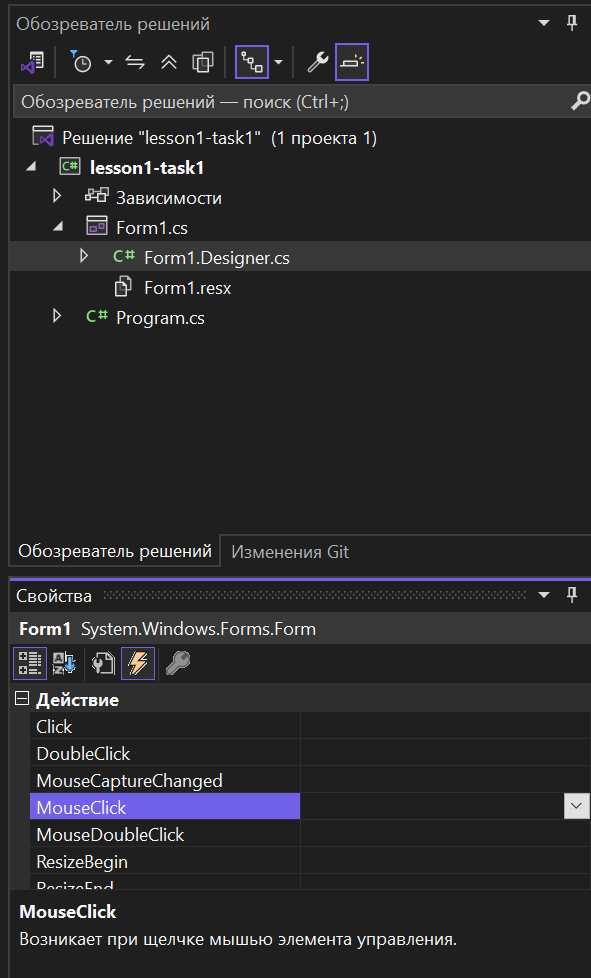 Обозреватель решений
Обозреватель решений — поиск (Ctrl+;)
Решение "lesson1-task1" (1 проекта 1)
C# lesson1-task1
Зависимости
Form1.cs
C# Form1.Designer.cs
Form1.resx
C# Program.cs
Обозреватель решений Изменения Git
Свойства
Form1 System.Windows.Forms.Form
Действие
Click
DoubleClick
MouseCaptureChanged
MouseClick
MouseDoubleClick
ResizeBegin
ResizeEnd
MouseClick
Возникает при щелчке мышью элемента управления.